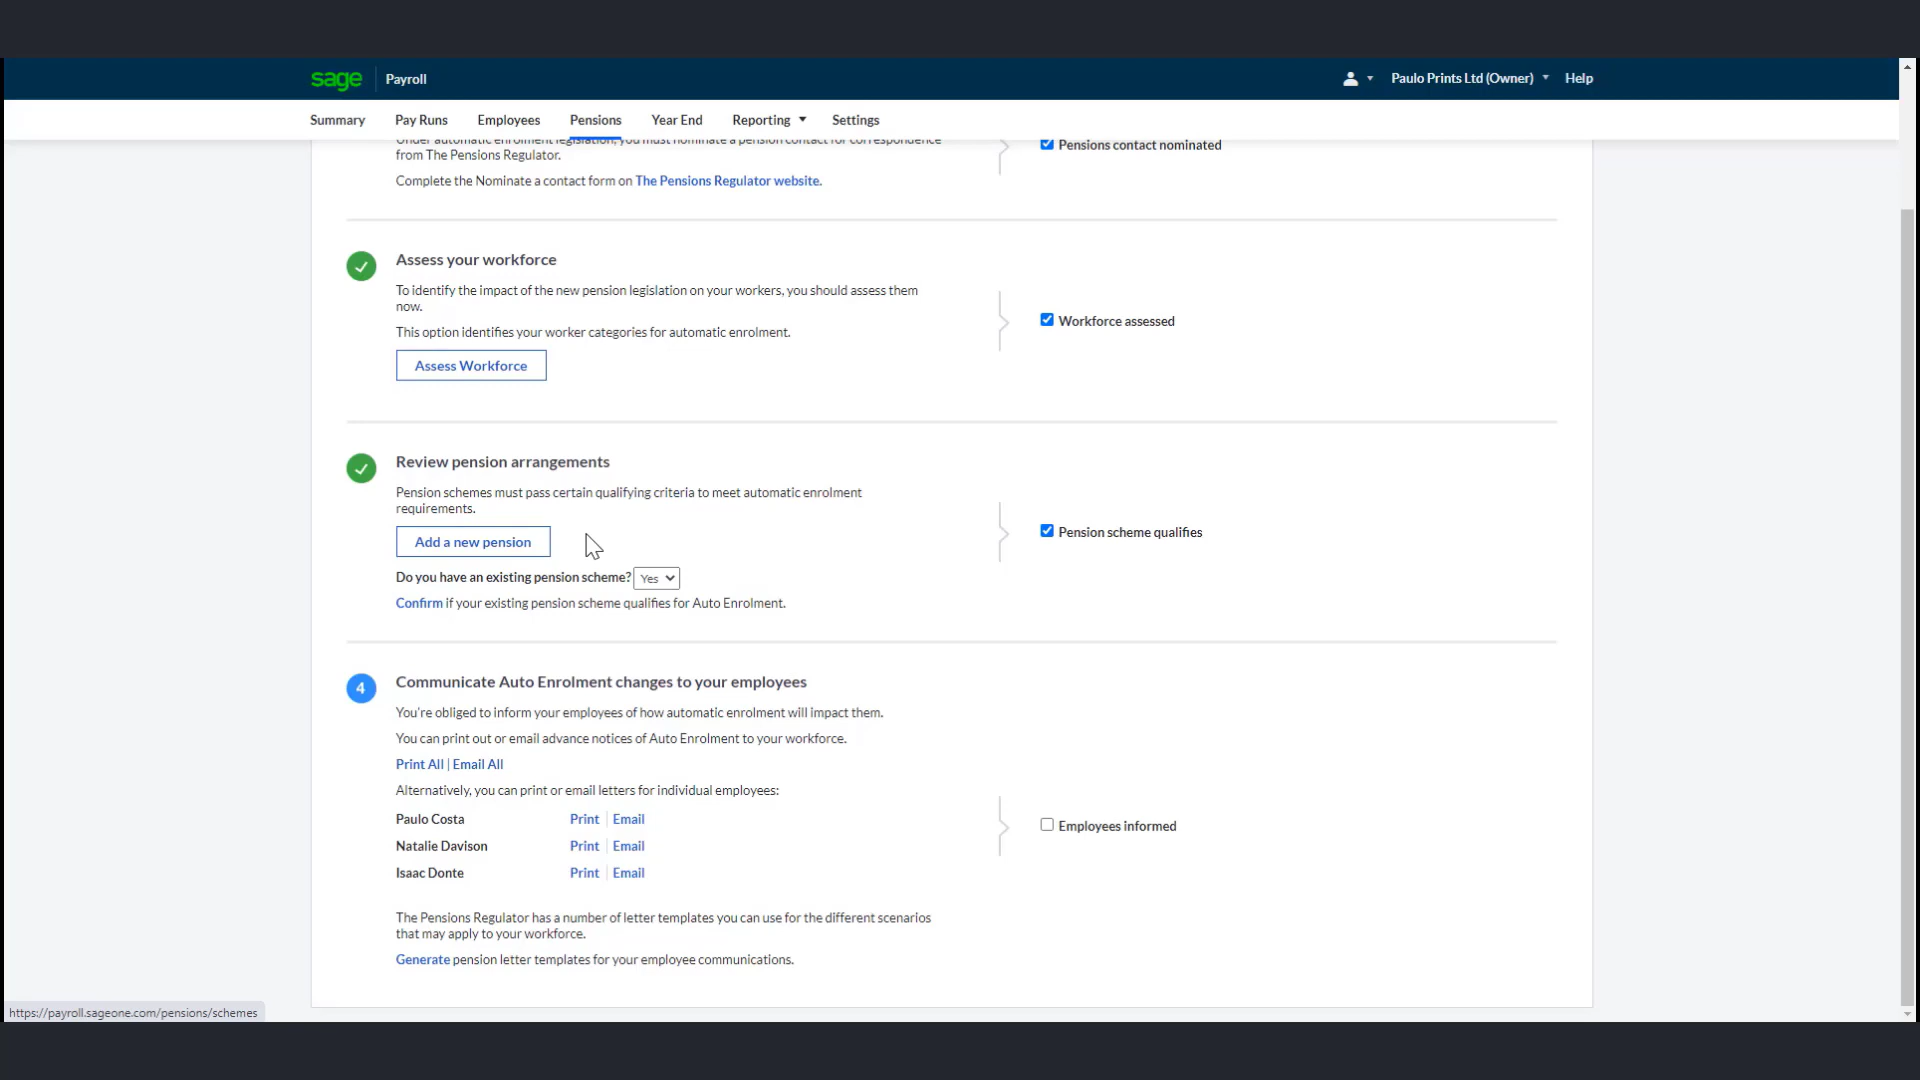 sage
Payroll
Paulo Prints Ltd (Owner)
Help
Summary
Pay Runs
Employees
Pensions
Year End
Reporting
Settings
Under automatic enrolment legislation, you must nominate a pension contact for correspondence
from The Pensions Regulator.
Complete the Nominate a contact form on The Pensions Regulator website.
Pensions contact nominated
Assess your workforce
To identify the impact of the new pension legislation on your workers, you should assess them
now.
This option identifies your worker categories for automatic enrolment.
Assess Workforce
Workforce assessed
Review pension arrangements
Pension schemes must pass certain qualifying criteria to meet automatic enrolment
requirements.
Add a new pension
Do you have an existing pension scheme? Yes
Confirm if your existing pension scheme qualifies for Auto Enrolment.
Pension scheme qualifies
4
Communicate Auto Enrolment changes to your employees
You're obliged to inform your employees of how automatic enrolment will impact them.
You can print out or email advance notices of Auto Enrolment to your workforce.
Print All | Email All
Alternatively, you can print or email letters for individual employees:
Paulo Costa Print | Email
Natalie Davison Print | Email
Isaac Donte Print | Email
Employees informed
The Pensions Regulator has a number of letter templates you can use for the different scenarios
that may apply to your workforce.
Generate pension letter templates for your employee communications.
https://payroll.sageone.com/pensions/schemes